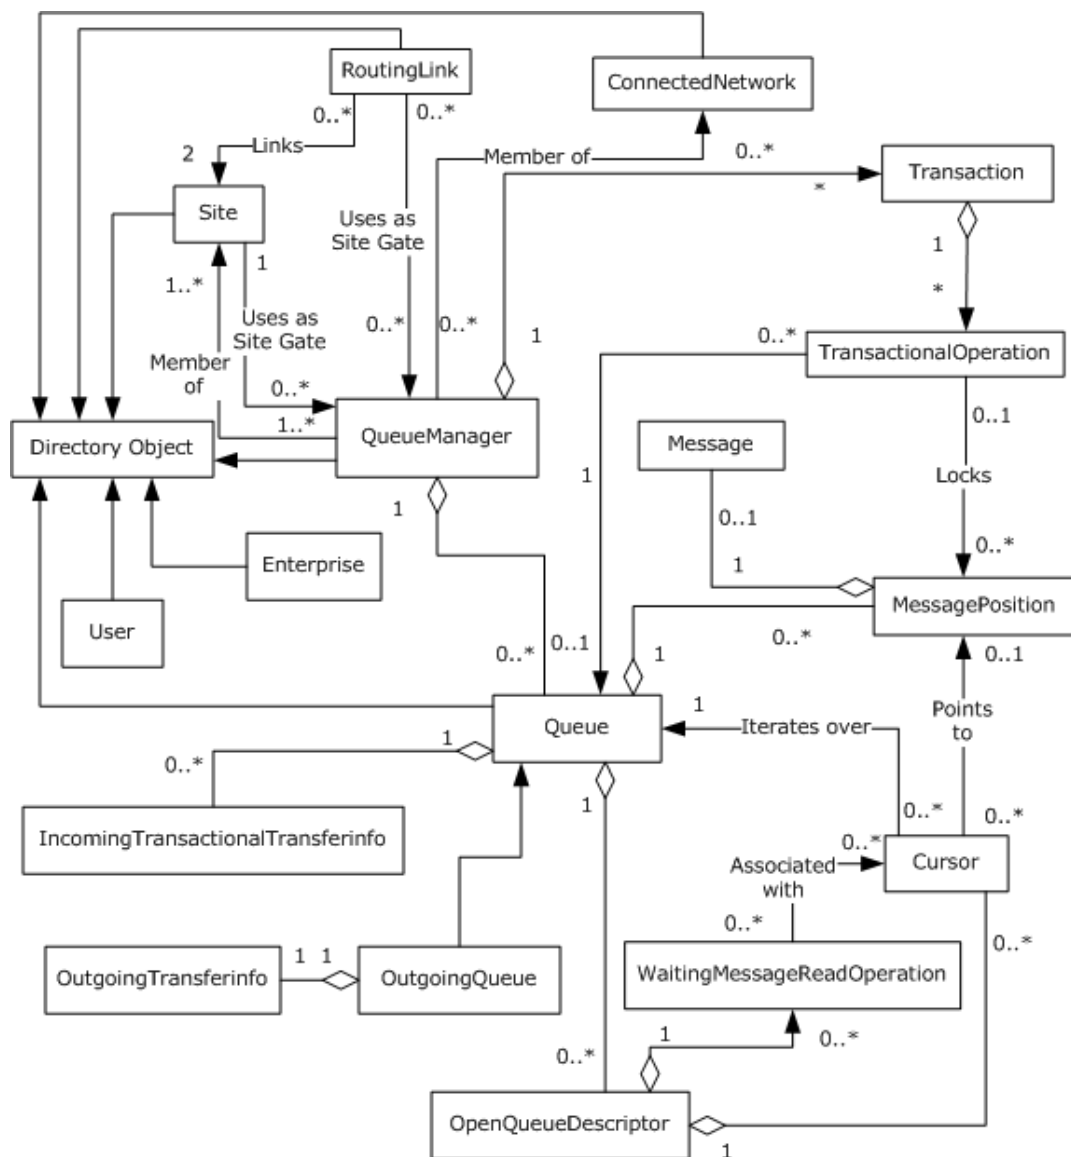 RoutingLink
ConnectedNetwork
0..*
0..*
Links
2
Member of
0..*
*
Transaction
Site
1
Uses as
Site Gate
1
*
1..*
Uses as
Site Gate
0..*
0..*
1
0..*
TransactionalOperation
Member
of
0..*
1..*
0..1
Directory Object
QueueManager
Message
1
1
Locks
0..1
0..*
Enterprise
1
MessagePosition
User
0..*
0..1
1
0..*
0..1
Queue
1
Iterates over
Points
to
1
0..*
1
IncomingTransactionalTransferinfo
0..*
0..*
0..*
Associated
with
Cursor
0..*
0..*
1
1
OutgoingTransferinfo
OutgoingQueue
WaitingMessageReadOperation
1
0..*
0..*
OpenQueueDescriptor
1